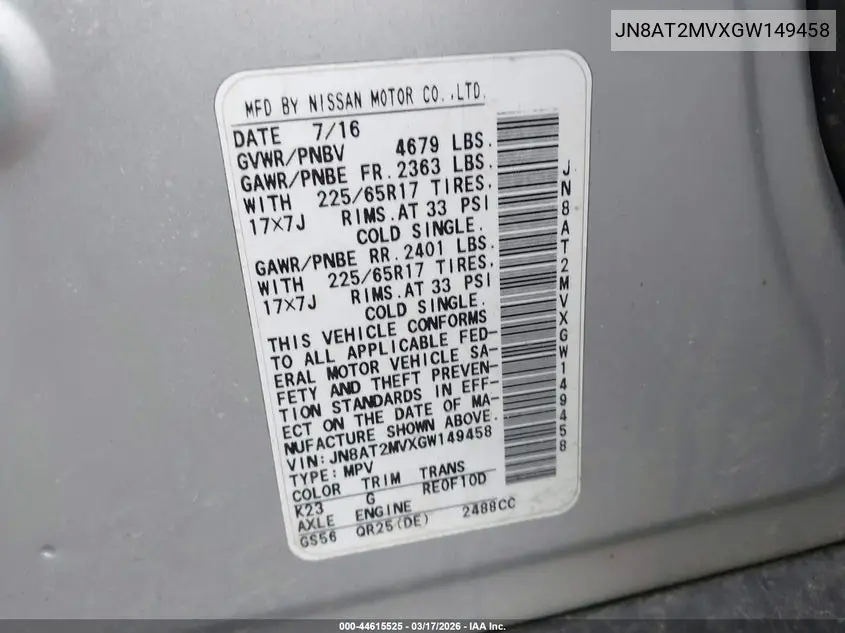 JN8AT2MVXGW149458
MFD BY NISSAN MOTOR CO.,LTD.
DATE 7/16
GVWR/PNBV 4679 LBS.
GAWR/PNBE FR. 2363 LBS.
WITH 225/65R17 TIRES.
17×7J RIMS.AT 33 PSI
COLD SINGLE.
GAWR/PNBE RR. 2401 LBS.
WITH 225/65R17 TIRES.
17×7J RIMS.AT 33 PSI
COLD SINGLE.
THIS VEHICLE CONFORMS
TO ALL APPLICABLE FED-
ERAL MOTOR VEHICLE SA-
FETY AND THEFT PREVEN-
TION STANDARDS IN EFF-
ECT ON THE DATE OF MA-
NUFACTURE SHOWN ABOVE.
VIN:JN8AT2MVXGW149458
TYPE:MPV
COLOR TRIM TRANS
K23 G RE0F10D
AXLE ENGINE
GS56 QR25(DE) 2488CC
JN8AT2MVXGW149458
000-44615525 — 03/17/2026 — IAA Inc.